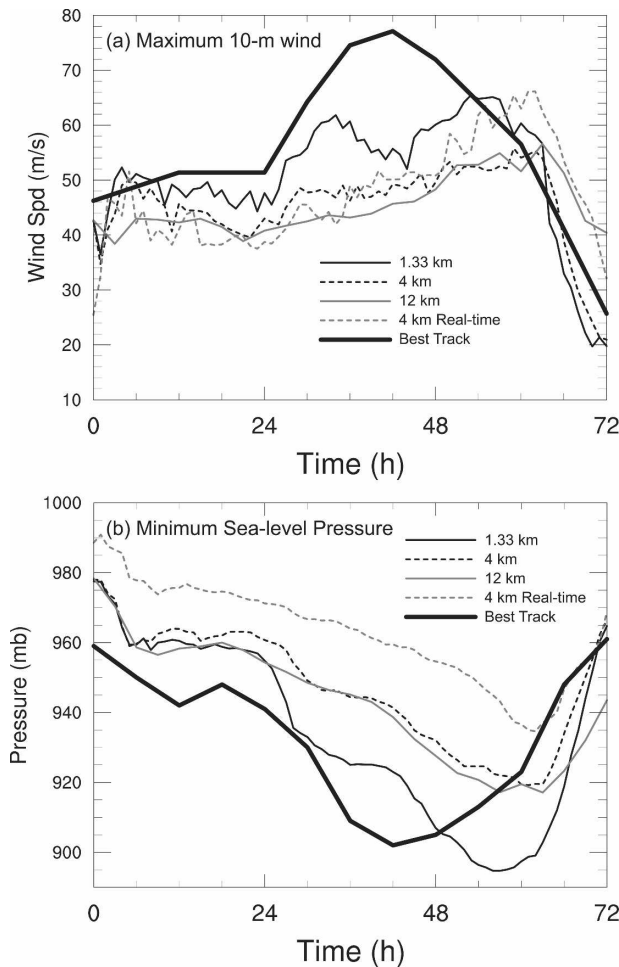 (a) Maximum 10-m wind
80
70
60
50
40
30
20
10
Wind Spd (m/s)
1.33 km
4 km
12 km
4 km Real-time
Best Track
0 24 48 72
Time (h)
(b) Minimum Sea-level Pressure
1000
980
960
940
920
900
Pressure (mb)
1.33 km
4 km
12 km
4 km Real-time
Best Track
0 24 48 72
Time (h)